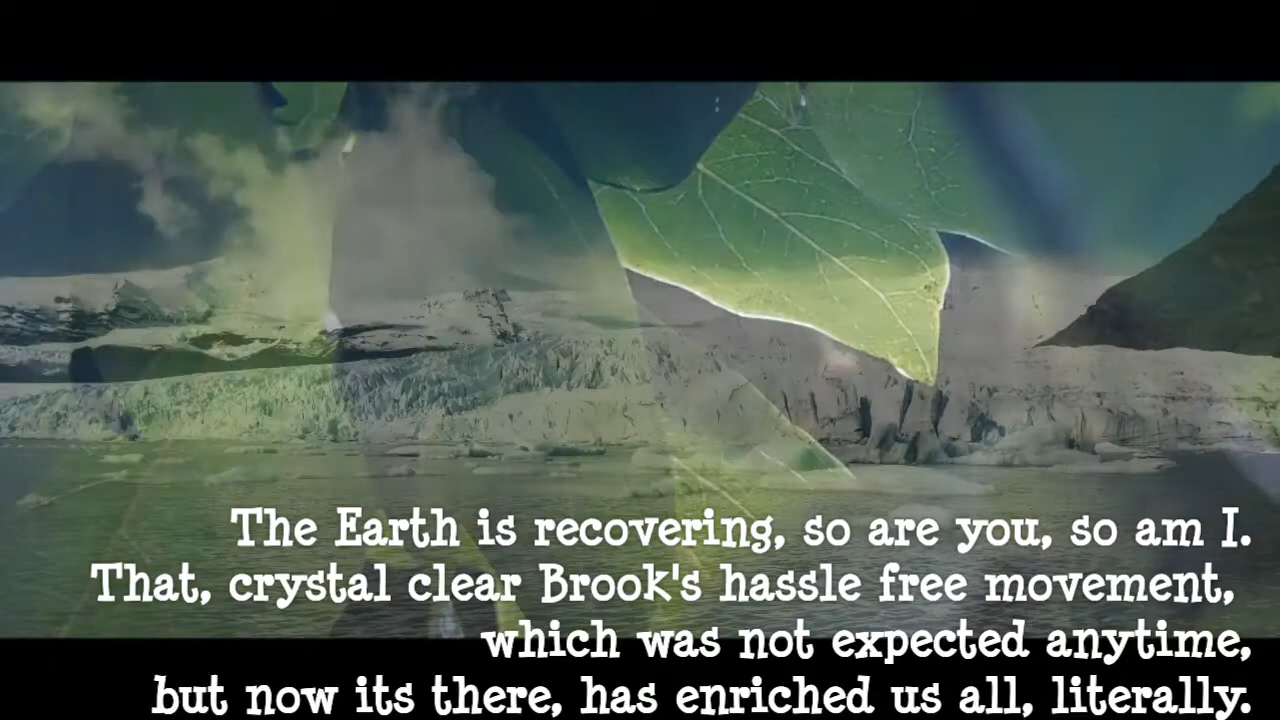 The Earth is recovering, so are you, so am I.
That, crystal clear Brook's hassle free movement,
which was not expected anytime,
but now its there, has enriched us all, literally.